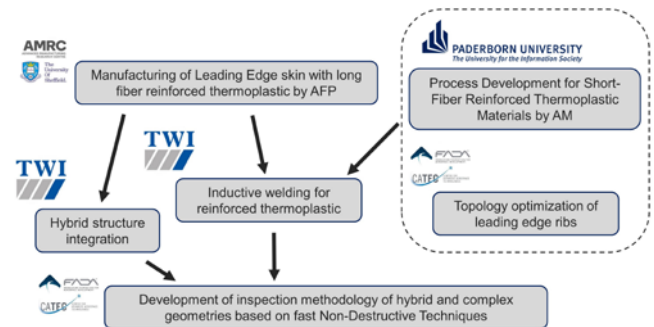 AMRC
The
University
Of
Sheffield.
Manufacturing of Leading Edge skin with long
fiber reinforced thermoplastic by AFP
PADERBORN UNIVERSITY
The University for the Information Society
Process Development for Short-
Fiber Reinforced Thermoplastic
Materials by AM
TWI
TWI
FADA
CATEC
Inductive welding for
reinforced thermoplastic
Topology optimization of
leading edge ribs
Hybrid structure
integration
FADA
CATEC
Development of inspection methodology of hybrid and complex
geometries based on fast Non-Destructive Techniques